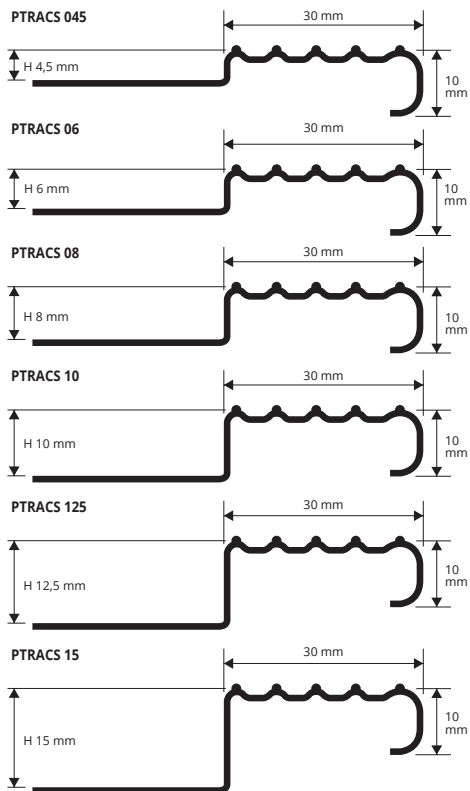 PTRACS 045
30 mm
H 4,5 mm
10
mm
PTRACS 06
30 mm
H 6 mm
10
mm
PTRACS 08
30 mm
H 8 mm
10
mm
PTRACS 10
30 mm
H 10 mm
10
mm
PTRACS 125
30 mm
H 12,5 mm
10
mm
PTRACS 15
30 mm
H 15 mm
10
mm